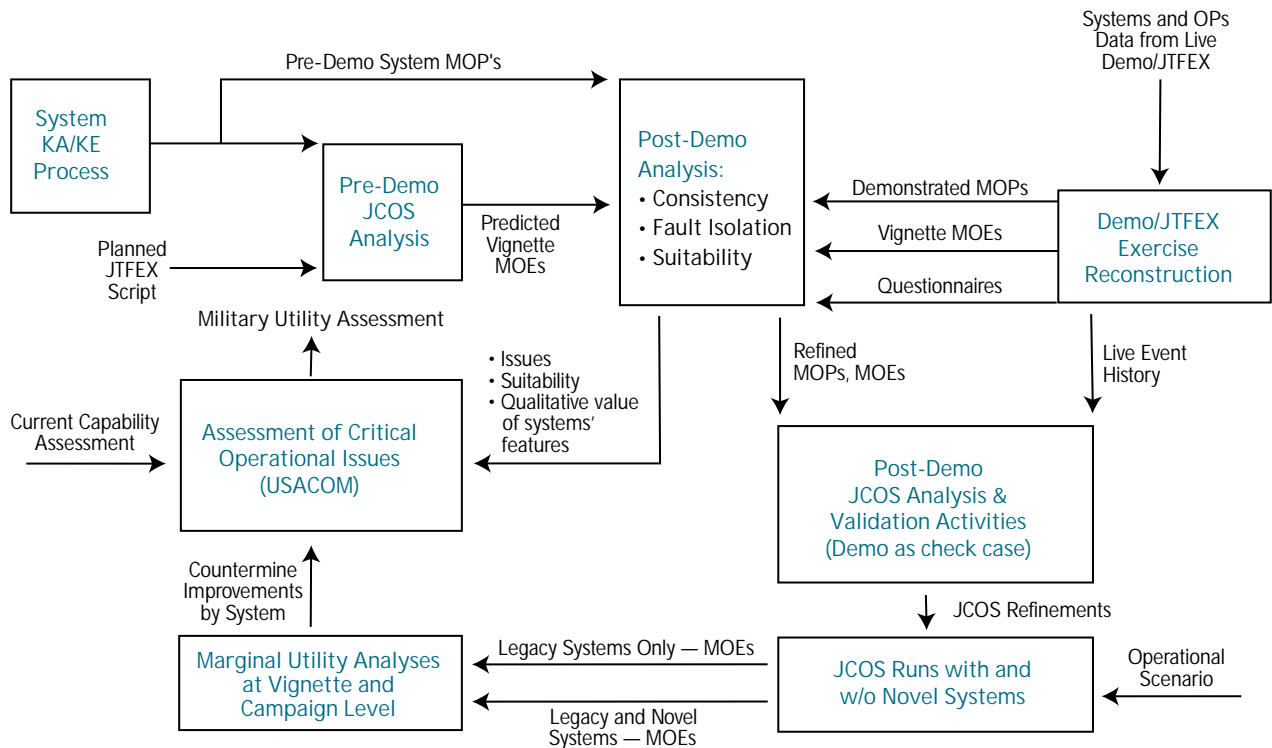 Systems and OPs
Data from Live
Demo/JTFEX
Pre-Demo System MOP's
System
KA/KE
Process
Post-Demo
Analysis:
• Consistency
• Fault Isolation
• Suitability
Pre-Demo
JCOS
Analysis
Predicted
Vignette
MOEs
Demonstrated MOPs
Vignette MOEs
Questionnaires
Demo/JTFEX
Exercise
Reconstruction
Planned
JTFEX
Script
Military Utility Assessment
• Issues
• Suitability
• Qualitative value
of systems'
features
Refined
MOPs, MOEs
Live Event
History
Current Capability
Assessment
Assessment of Critical
Operational Issues
(USACOM)
Post-Demo
JCOS Analysis &
Validation Activities
(Demo as check case)
Countermine
Improvements
by System
JCOS Refinements
Marginal Utility Analyses
at Vignette and
Campaign Level
Legacy Systems Only — MOEs
Legacy and Novel
Systems — MOEs
JCOS Runs with and
w/o Novel Systems
Operational
Scenario